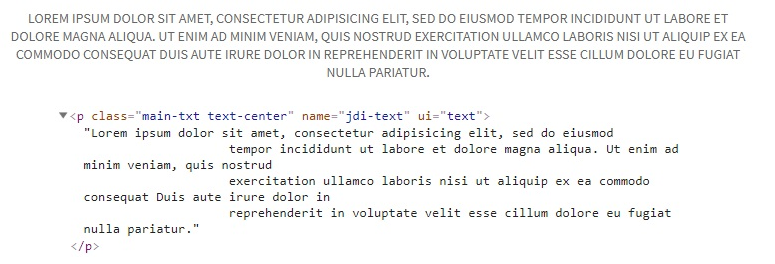 LOREM IPSUM DOLOR SIT AMET, CONSECTETUR ADIPISICING ELIT, SED DO EIUSMOD TEMPOR INCIDIDUNT UT LABORE ET
DOLORE MAGNA ALIQUA. UT ENIM AD MINIM VENIAM, QUIS NOSTRUD EXERCITATION ULLAMCO LABORIS NISI UT ALIQUIP EX EA
COMMODO CONSEQUAT DUIS AUTE IRURE DOLOR IN REPREHENDERIT IN VOLUPTATE VELIT ESSE CILLUM DOLORE EU FUGIAT
NULLA PARIATUR.
<p class="main-txt text-center" name="jdi-text" ui="text">
"Lorem ipsum dolor sit amet, consectetur adipisicing elit, sed do eiusmod
tempor incididunt ut labore et dolore magna aliqua. Ut enim ad
minim veniam, quis nostrud
exercitation ullamco laboris nisi ut aliquip ex ea commodo
consequat Duis aute irure dolor in
reprehenderit in voluptate velit esse cillum dolore eu fugiat
nulla pariatur."
</p>